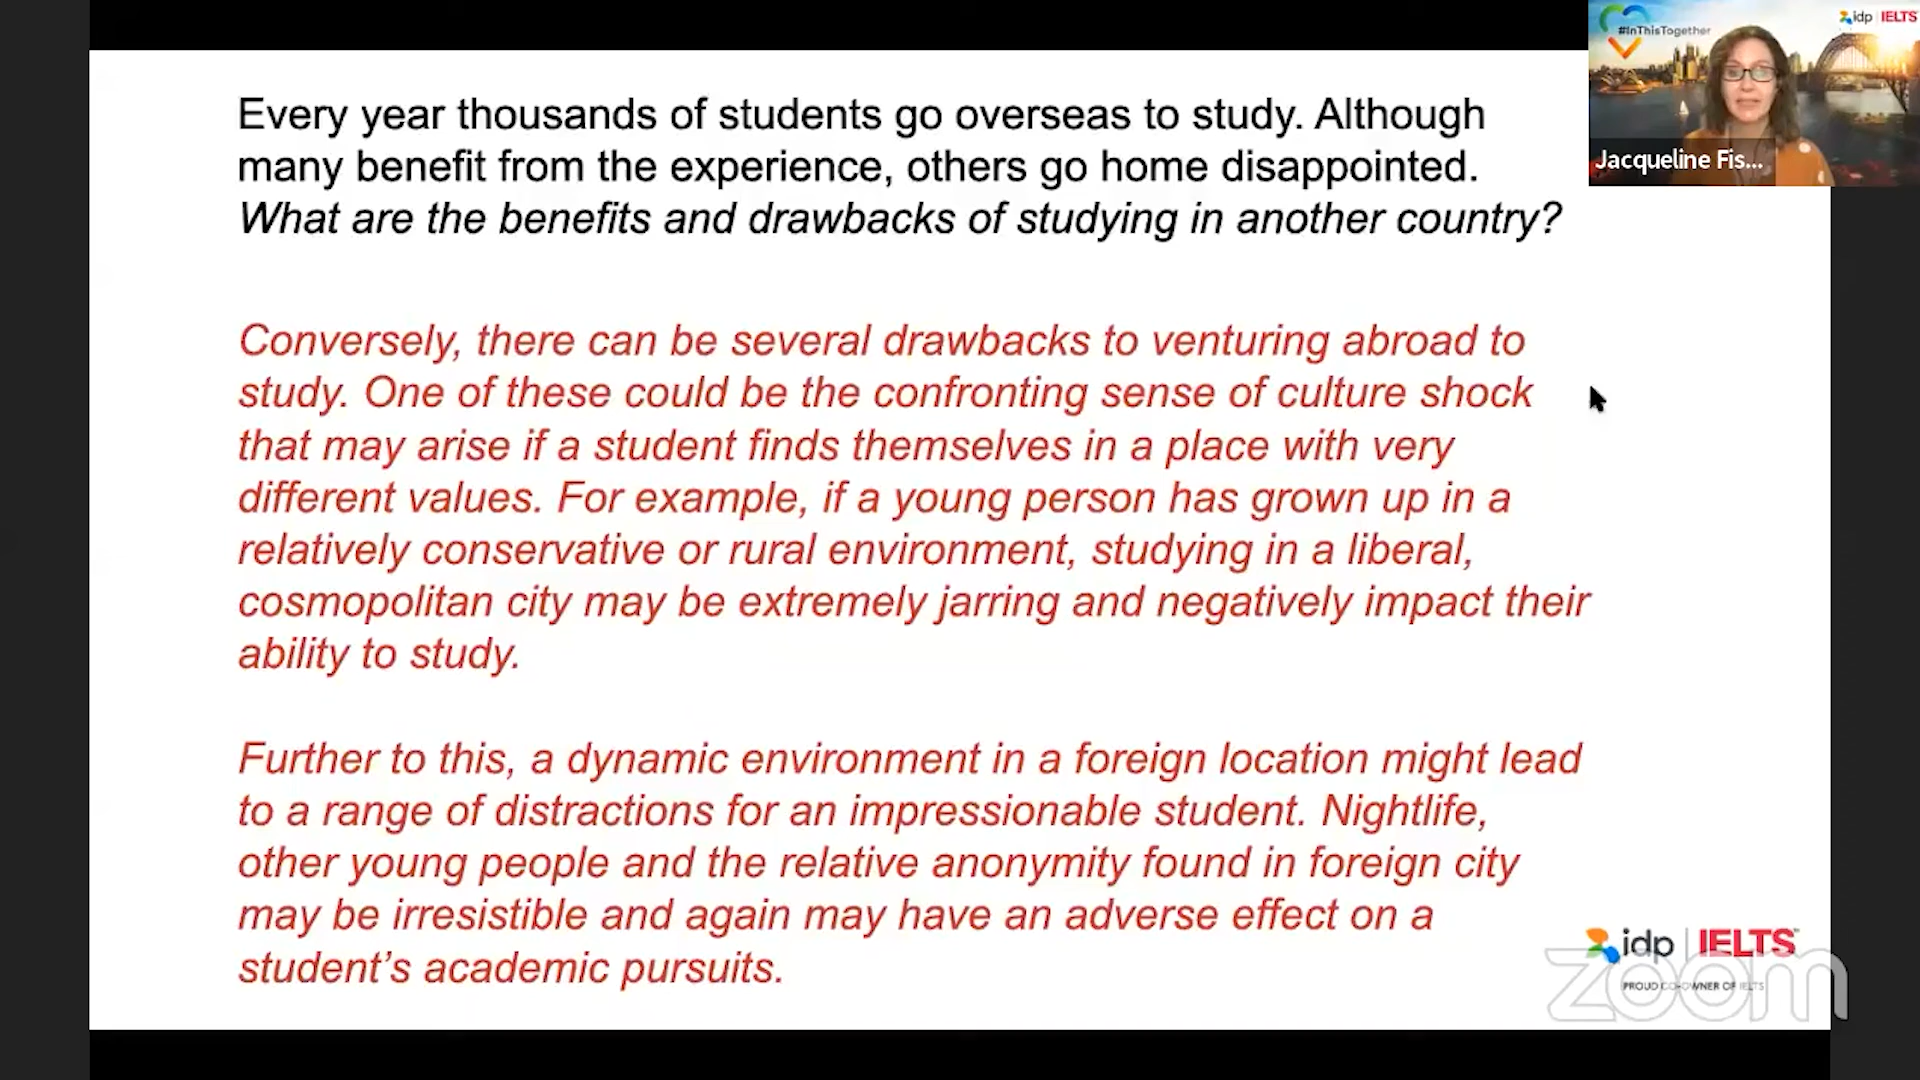 #InThisTogether
idp IELTS
Jacqueline Fis...
Every year thousands of students go overseas to study. Although
many benefit from the experience, others go home disappointed.
What are the benefits and drawbacks of studying in another country?
Conversely, there can be several drawbacks to venturing abroad to
study. One of these could be the confronting sense of culture shock
that may arise if a student finds themselves in a place with very
different values. For example, if a young person has grown up in a
relatively conservative or rural environment, studying in a liberal,
cosmopolitan city may be extremely jarring and negatively impact their
ability to study.
Further to this, a dynamic environment in a foreign location might lead
to a range of distractions for an impressionable student. Nightlife,
other young people and the relative anonymity found in foreign city
may be irresistible and again may have an adverse effect on a
student’s academic pursuits.
idp IELTS
PROUD CO-OWNER OF IELTS
zoom